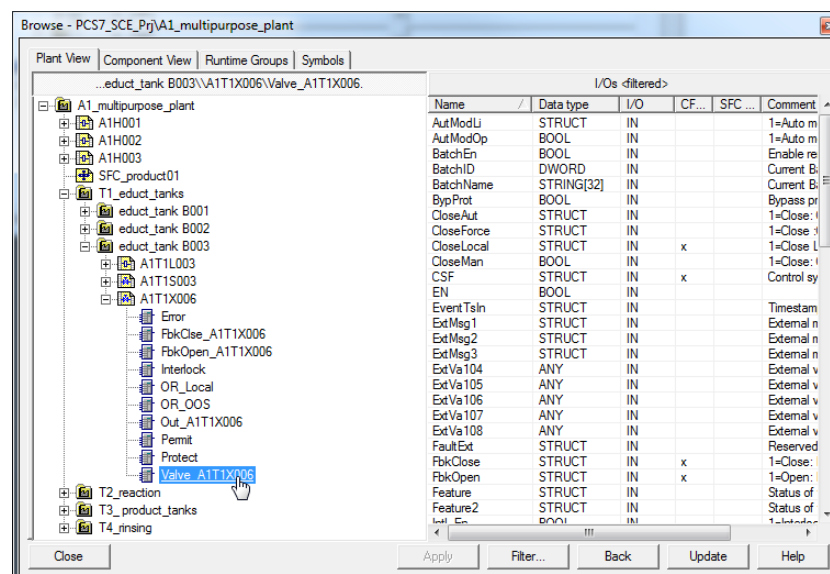 Browse - PCS7_SCE_Prj\A1_multipurpose_plant
Plant View Component View Runtime Groups Symbols
...educt_tank B003\\A1T1X006\Valve_A1T1X006.
A1_multipurpose_plant
A1H001
A1H002
A1H003
SFC_product01
T1_educt_tanks
educt_tank B001
educt_tank B002
educt_tank B003
A1T1L003
A1T1S003
A1T1X006
Error
FbkClse_A1T1X006
FbkOpen_A1T1X006
Interlock
OR_Local
OR_OOS
Out_A1T1X006
Permit
Protect
Valve_A1T1X006
T2_reaction
T3_product_tanks
T4_rinsing
I/Os <filtered>
Name / Data type I/O CF... SFC ... Comment
AutModLi STRUCT IN 1=Auto m
AutModOp BOOL IN 1=Auto m
BatchEn BOOL IN Enable re
BatchID DWORD IN Current B
BatchName STRING[32] IN Current B
BypProt BOOL IN Bypass pr
CloseAut STRUCT IN 1=Close:
CloseForce STRUCT IN 1=Close :
CloseLocal STRUCT IN x 1=Close L
CloseMan BOOL IN 1=Close:
CSF STRUCT IN x Control sy
EN BOOL IN
EventTsIn STRUCT IN Timestam
ExtMsg1 STRUCT IN External m
ExtMsg2 STRUCT IN External m
ExtMsg3 STRUCT IN External m
ExtVa104 ANY IN External v
ExtVa105 ANY IN External v
ExtVa106 ANY IN External v
ExtVa107 ANY IN External v
ExtVa108 ANY IN External v
FaultExt STRUCT IN Reserved
FbkClose STRUCT IN x 1=Close:
FbkOpen STRUCT IN x 1=Open:
Feature STRUCT IN Status of
Feature2 STRUCT IN Status of
Intl_En BOOL IN 1=Interloc
Close Apply Filter... Back Update Help